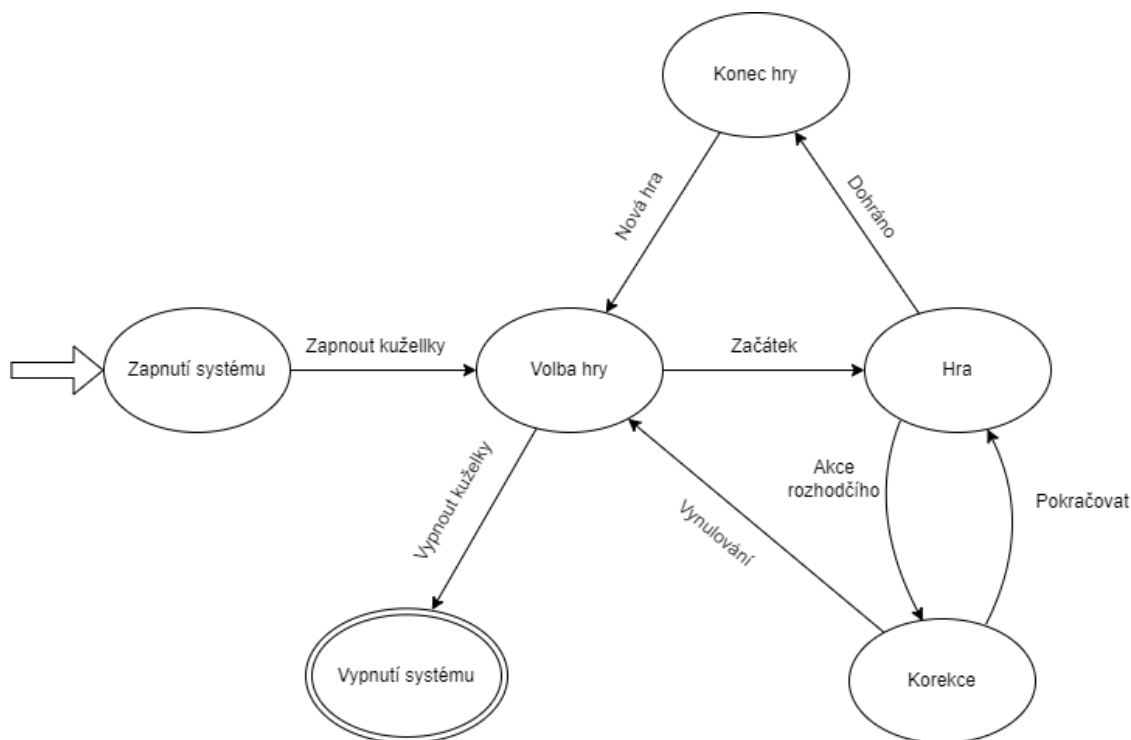 Konec hry
Nová hra
Dohráno
Zapnutí systému
Zapnout kužellky
Volba hry
Začátek
Hra
Vypnout kuželky
Vynulování
Akce
rozhodčího
Pokračovat
Vypnutí systému
Korekce